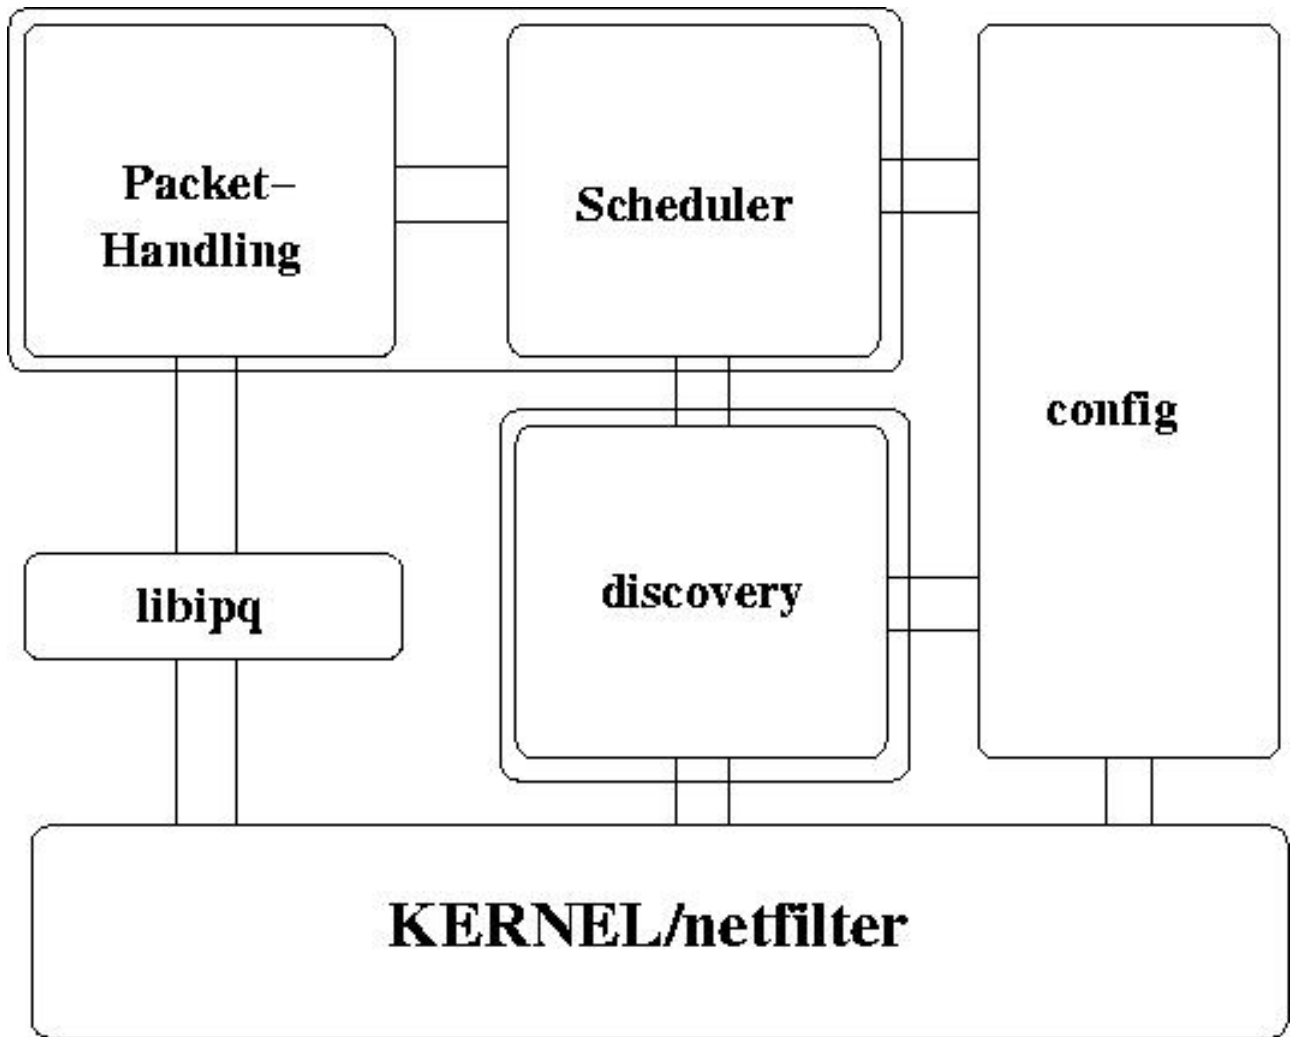 Packet–
Handling
Scheduler
config
discovery
libipq
KERNEL/netfilter